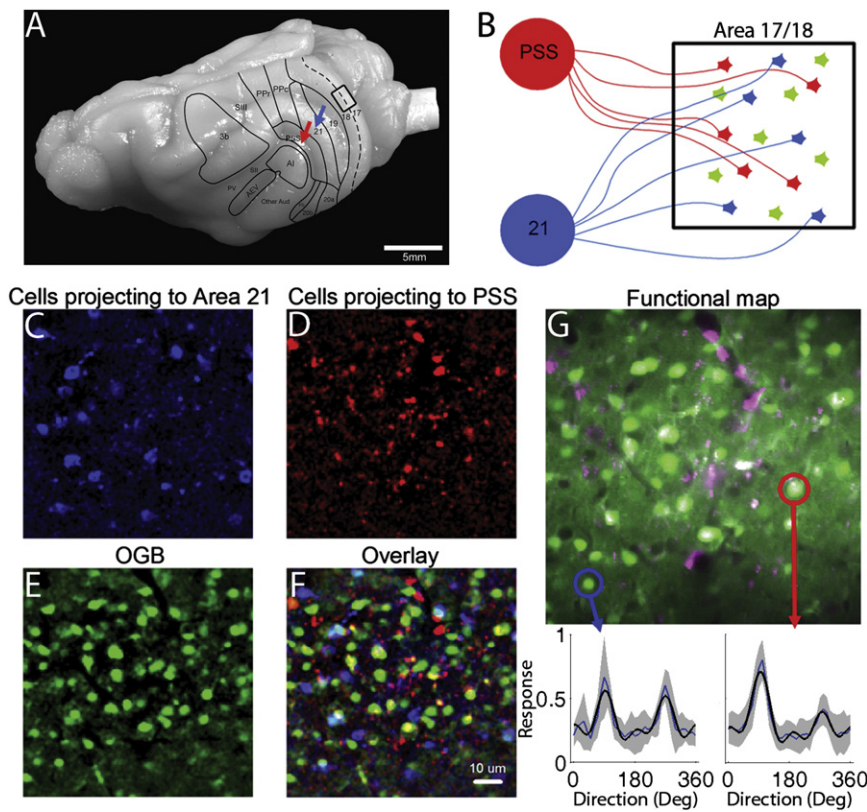 A
PPr
PPc
SIII
3b
21
19
18
17
PSS
SII
AI
PV
AEV
Other Aud.
20b
20a
5mm
B
Area 17/18
PSS
21
Cells projecting to Area 21
C
Cells projecting to PSS
D
Functional map
G
OGB
E
Overlay
F
10 um
Response
1
0.5
0
0
180
360
0
180
360
Direction (Deg)
Direction (Deg)